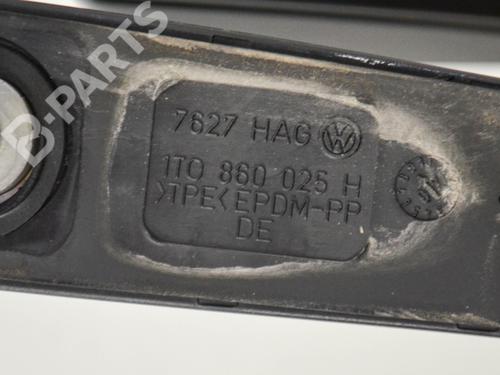 B-PARTS
7627 HAG
1T0 860 025 H
>TPE<EPDM-PP
DE